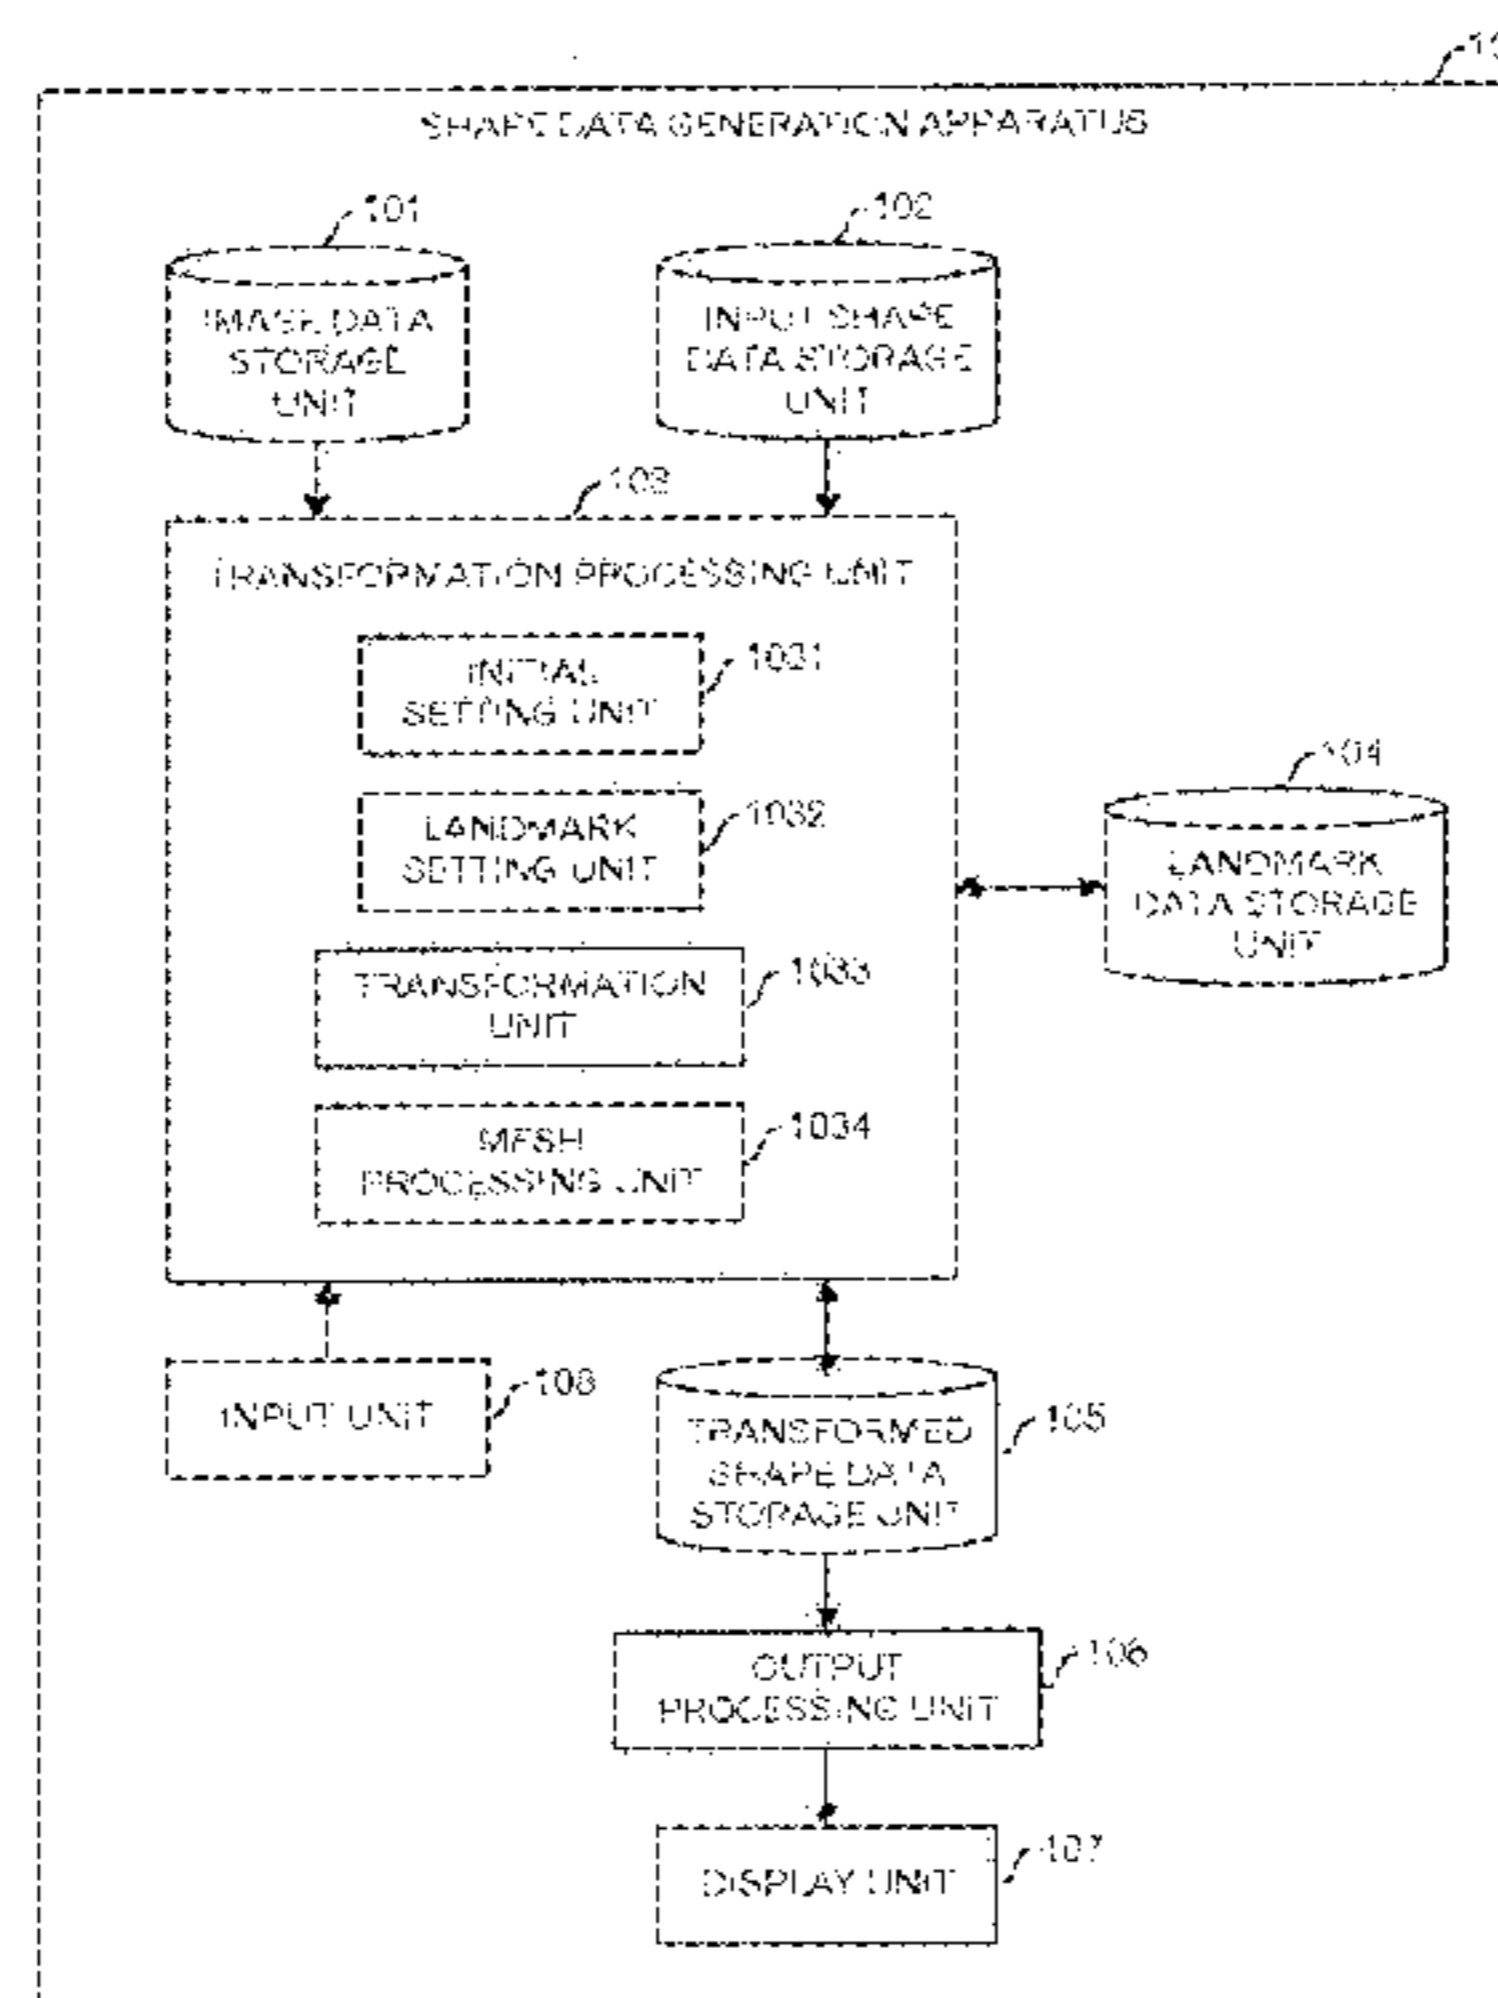 SHAPE DATA GENERATION APPARATUS
101
102
IMAGE DATA
STORAGE
UNIT
INPUT SHAPE
DATA STORAGE
UNIT
103
TRANSFORMATION PROCESSING UNIT
INITIAL
SETTING UNIT
1031
LANDMARK
SETTING UNIT
1032
TRANSFORMATION
UNIT
1033
MESH
PROCESSING UNIT
1034
104
LANDMARK
DATA STORAGE
UNIT
INPUT UNIT
108
TRANSFORMED
SHAPE DATA
STORAGE UNIT
105
OUTPUT
PROCESSING UNIT
106
DISPLAY UNIT
107